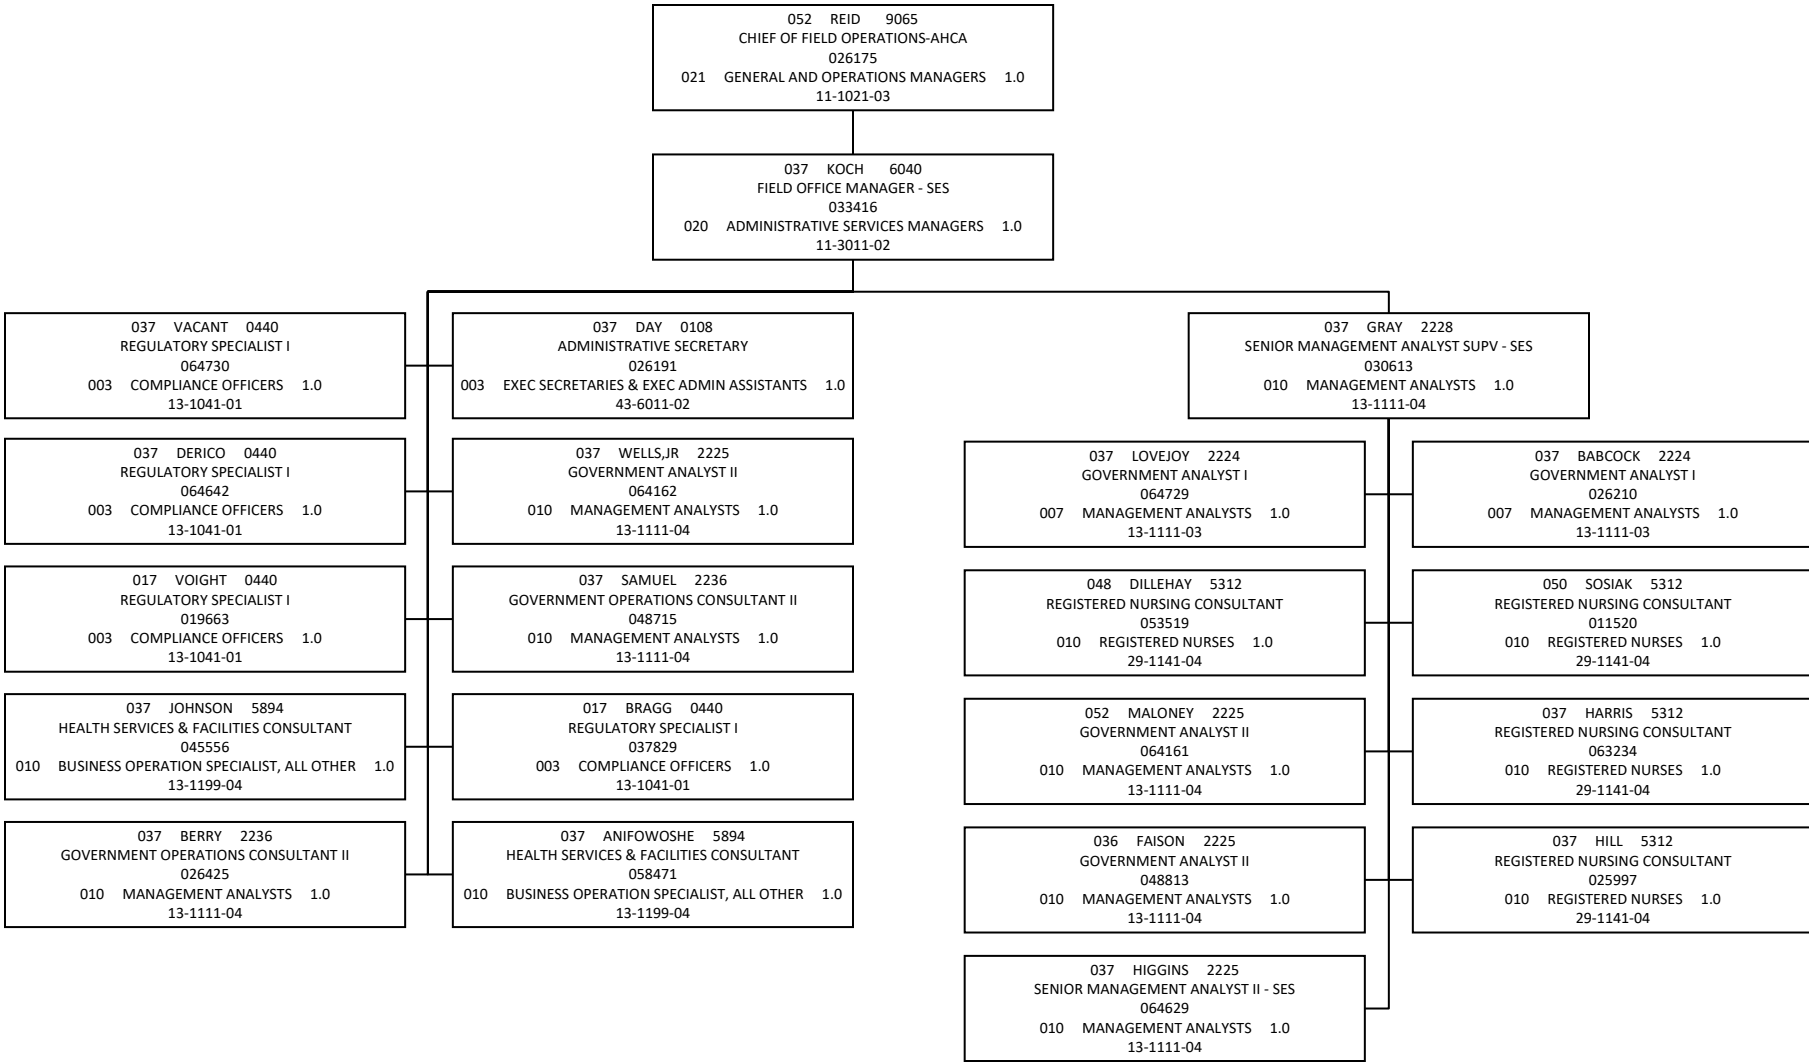 052 REID 9065
CHIEF OF FIELD OPERATIONS-AHCA
026175
021 GENERAL AND OPERATIONS MANAGERS 1.0
11-1021-03
037 KOCH 6040
FIELD OFFICE MANAGER - SES
033416
020 ADMINISTRATIVE SERVICES MANAGERS 1.0
11-3011-02
037 VACANT 0440
REGULATORY SPECIALIST I
064730
003 COMPLIANCE OFFICERS 1.0
13-1041-01
037 DAY 0108
ADMINISTRATIVE SECRETARY
026191
003 EXEC SECRETARIES & EXEC ADMIN ASSISTANTS 1.0
43-6011-02
037 DERICO 0440
REGULATORY SPECIALIST I
064642
003 COMPLIANCE OFFICERS 1.0
13-1041-01
037 WELLS,JR 2225
GOVERNMENT ANALYST II
064162
010 MANAGEMENT ANALYSTS 1.0
13-1111-04
017 VOIGHT 0440
REGULATORY SPECIALIST I
019663
003 COMPLIANCE OFFICERS 1.0
13-1041-01
037 SAMUEL 2236
GOVERNMENT OPERATIONS CONSULTANT II
048715
010 MANAGEMENT ANALYSTS 1.0
13-1111-04
037 JOHNSON 5894
HEALTH SERVICES & FACILITIES CONSULTANT
045556
010 BUSINESS OPERATION SPECIALIST, ALL OTHER 1.0
13-1199-04
017 BRAGG 0440
REGULATORY SPECIALIST I
037829
003 COMPLIANCE OFFICERS 1.0
13-1041-01
037 BERRY 2236
GOVERNMENT OPERATIONS CONSULTANT II
026425
010 MANAGEMENT ANALYSTS 1.0
13-1111-04
037 ANIFOWOSHE 5894
HEALTH SERVICES & FACILITIES CONSULTANT
058471
010 BUSINESS OPERATION SPECIALIST, ALL OTHER 1.0
13-1199-04
037 GRAY 2228
SENIOR MANAGEMENT ANALYST SUPV - SES
030613
010 MANAGEMENT ANALYSTS 1.0
13-1111-04
037 LOVEJOY 2224
GOVERNMENT ANALYST I
064729
007 MANAGEMENT ANALYSTS 1.0
13-1111-03
037 BABCOCK 2224
GOVERNMENT ANALYST I
026210
007 MANAGEMENT ANALYSTS 1.0
13-1111-03
048 DILLEHAY 5312
REGISTERED NURSING CONSULTANT
053519
010 REGISTERED NURSES 1.0
29-1141-04
050 SOSIAK 5312
REGISTERED NURSING CONSULTANT
011520
010 REGISTERED NURSES 1.0
29-1141-04
052 MALONEY 2225
GOVERNMENT ANALYST II
064161
010 MANAGEMENT ANALYSTS 1.0
13-1111-04
037 HARRIS 5312
REGISTERED NURSING CONSULTANT
063234
010 REGISTERED NURSES 1.0
29-1141-04
036 FAISON 2225
GOVERNMENT ANALYST II
048813
010 MANAGEMENT ANALYSTS 1.0
13-1111-04
037 HILL 5312
REGISTERED NURSING CONSULTANT
025997
010 REGISTERED NURSES 1.0
29-1141-04
037 HIGGINS 2225
SENIOR MANAGEMENT ANALYST II - SES
064629
010 MANAGEMENT ANALYSTS 1.0
13-1111-04